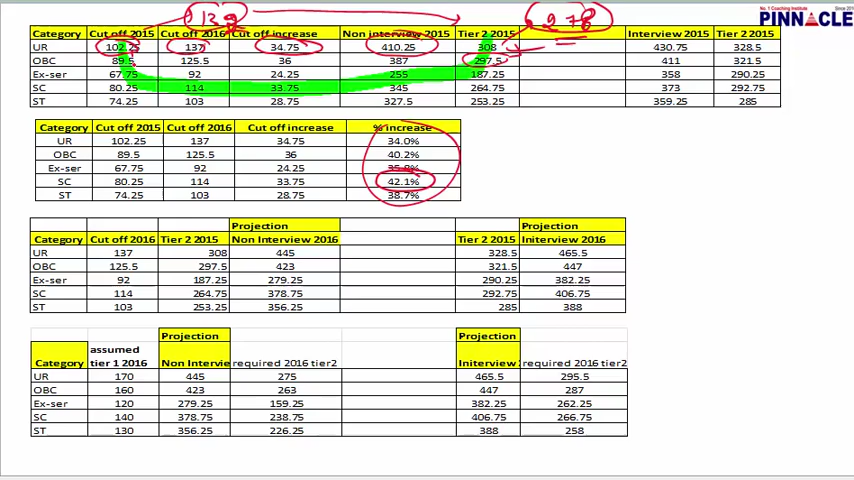 132
278
No. 1 Coaching Institute Since 201
PINNACLE
Category Cut off 2015 Cut off 2016 Cut off increase Non interview 2015 Tier 2 2015 Interview 2015 Tier 2 2015
UR 102.25 137 34.75 410.25 308 430.75 328.5
OBC 89.5 125.5 36 387 297.5 411 321.5
Ex-ser 67.75 92 24.25 255 187.25 358 290.25
SC 80.25 114 33.75 345 264.75 373 292.75
ST 74.25 103 28.75 327.5 253.25 359.25 285
Category Cut off 2015 Cut off 2016 Cut off increase % increase
UR 102.25 137 34.75 34.0%
OBC 89.5 125.5 36 40.2%
Ex-ser 67.75 92 24.25 35.8%
SC 80.25 114 33.75 42.1%
ST 74.25 103 28.75 38.7%
Projection Projection
Category Cut off 2016 Tier 2 2015 Non Interview 2016 Tier 2 2015 Initerview 2016
UR 137 308 445 328.5 465.5
OBC 125.5 297.5 423 321.5 447
Ex-ser 92 187.25 279.25 290.25 382.25
SC 114 264.75 378.75 292.75 406.75
ST 103 253.25 356.25 285 388
Projection Projection
assumed
Category tier 1 2016 Non Intervie required 2016 tier2 Initerview required 2016 tier2
UR 170 445 275 465.5 295.5
OBC 160 423 263 447 287
Ex-ser 120 279.25 159.25 382.25 262.25
SC 140 378.75 238.75 406.75 266.75
ST 130 356.25 226.25 388 258